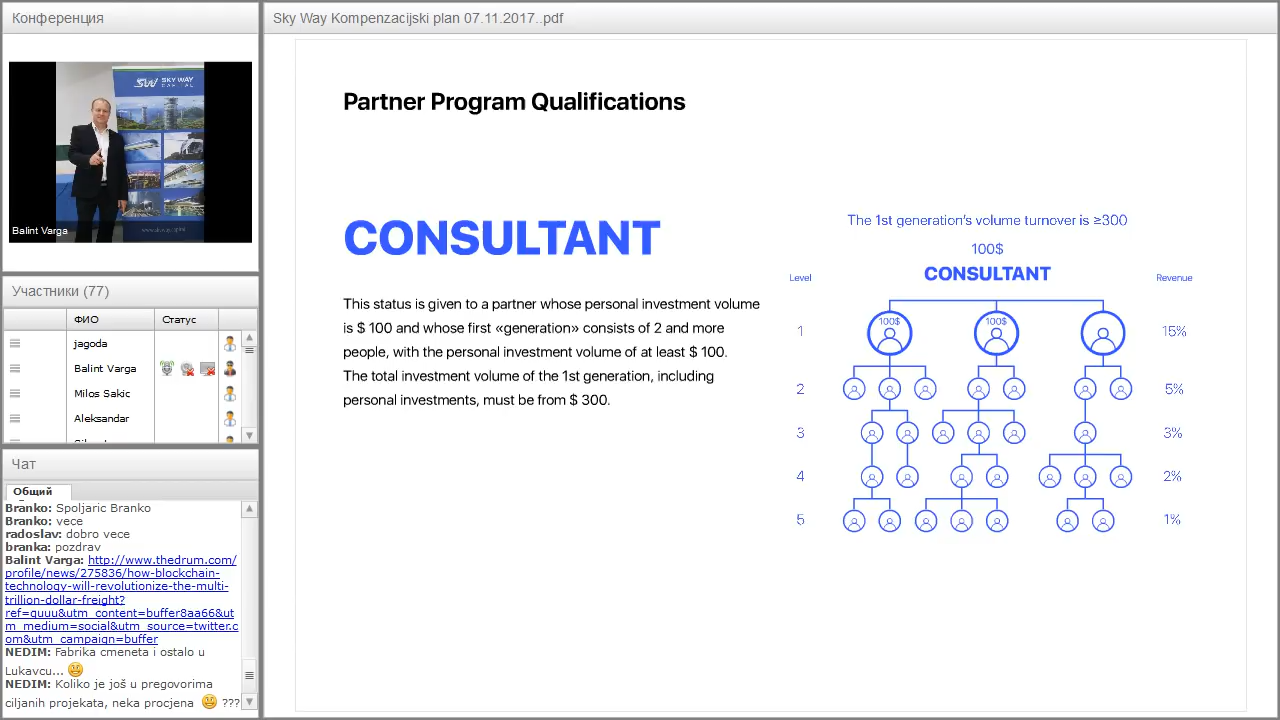 Конференция
SKY WAY
CAPITAL
Balint Varga
Участники (77)
ФИО
Статус
jagoda
Balint Varga
Milos Sakic
Aleksandar
Чат
Общий
Branko: Spoljaric Branko
Branko: vece
radoslav: dobro vece
branka: pozdrav
Balint Varga: http://www.thedrum.com/
profile/news/275836/how-blockchain-
technology-will-revolutionize-the-multi-
trillion-dollar-freight?
ref=quuu&utm_content=buffer8aa66&ut
m_medium=social&utm_source=twitter.c
om&utm_campaign=buffer
NEDIM: Fabrika cmeneta i ostalo u
Lukavcu...
NEDIM: Koliko je još u pregovorima
ciljanih projekata, neka procjena ???
Sky Way Kompenzacijski plan 07.11.2017..pdf
Partner Program Qualifications
CONSULTANT
This status is given to a partner whose personal investment volume
is $ 100 and whose first «generation» consists of 2 and more
people, with the personal investment volume of at least $ 100.
The total investment volume of the 1st generation, including
personal investments, must be from $ 300.
The 1st generation's volume turnover is ≥300
100$
CONSULTANT
Level
Revenue
1 100$ 100$ 15%
2 5%
3 3%
4 2%
5 1%